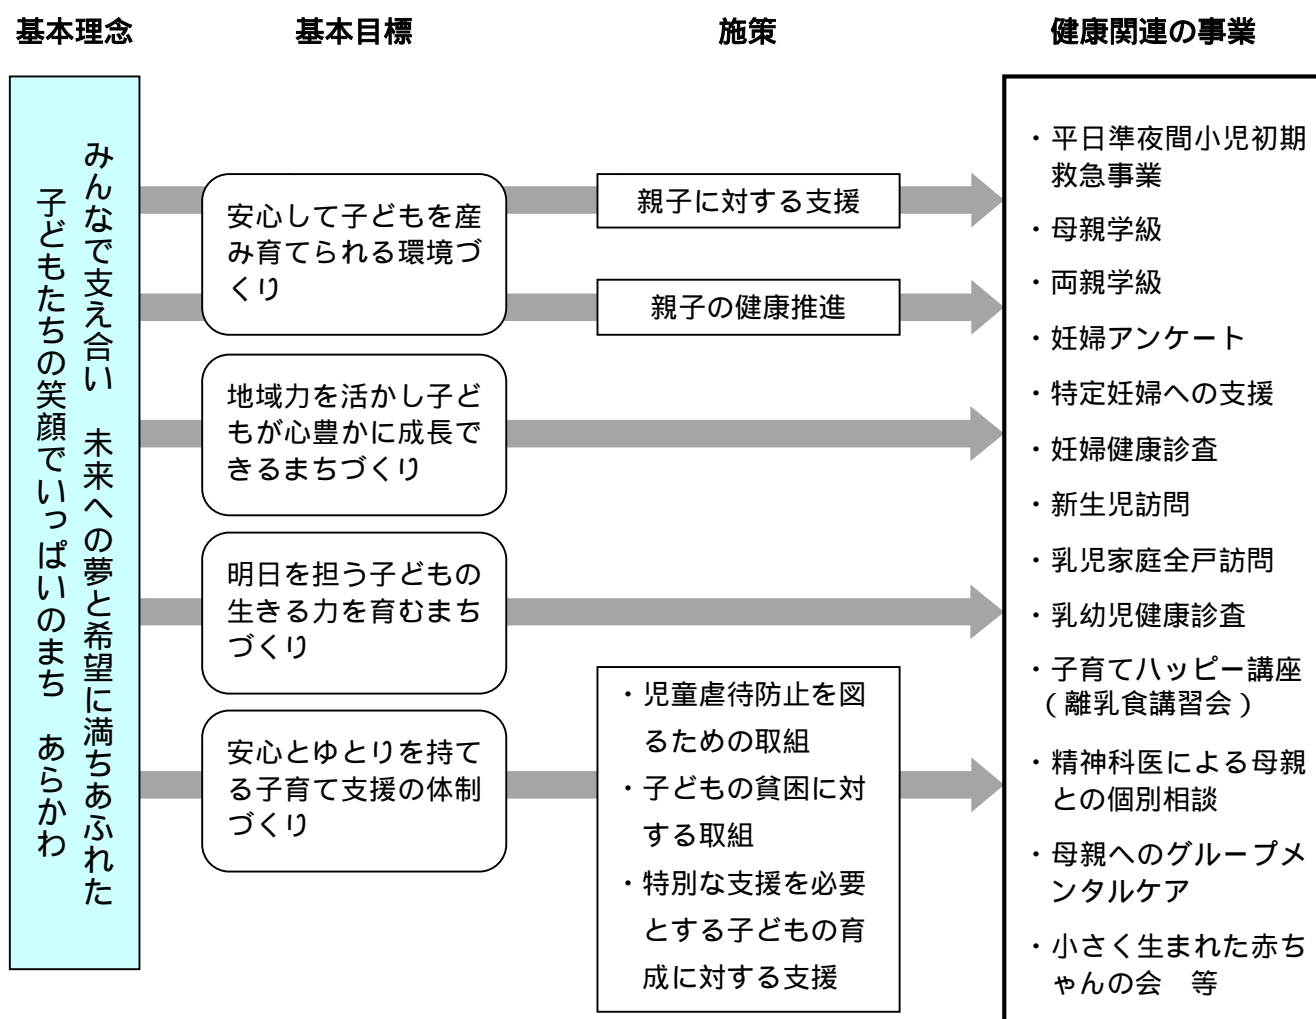 基本理念
基本目標
施策
健康関連の事業
みんなで支え合い　未来への夢と希望に満ちあふれた
子どもたちの笑顔でいっぱいのまち　あらかわ
安心して子どもを産
み育てられる環境づ
くり
地域力を活かし子ど
もが心豊かに成長で
きるまちづくり
明日を担う子どもの
生きる力を育むまち
づくり
安心とゆとりを持て
る子育て支援の体制
づくり
親子に対する支援
親子の健康推進
・児童虐待防止を図
るための取組
・子どもの貧困に対
する取組
・特別な支援を必要
とする子どもの育
成に対する支援
・平日準夜間小児初期
救急事業
・母親学級
・両親学級
・妊婦アンケート
・特定妊婦への支援
・妊婦健康診査
・新生児訪問
・乳児家庭全戸訪問
・乳幼児健康診査
・子育てハッピー講座
（離乳食講習会）
・精神科医による母親
との個別相談
・母親へのグループメ
ンタルケア
・小さく生まれた赤ち
ゃんの会　等